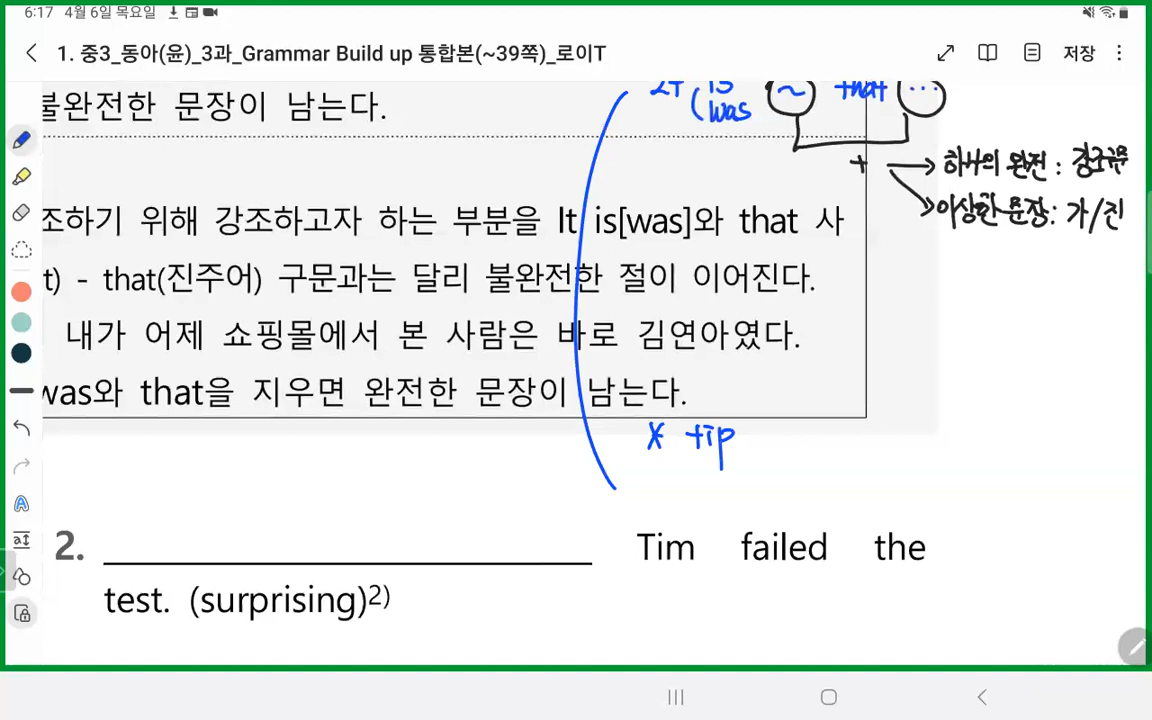 6:17 4월 6일 목요일
1. 중3_동아(윤)_3과_Grammar Build up 통합본(~39쪽)_로이T
저장
불완전한 문장이 남는다.
It ( is was ~ that ...
+ → 하나의 완전 : 강조구문
→ 이상한 문장 : 가/진
조하기 위해 강조하고자 하는 부분을 It is[was]와 that 사
t) - that(진주어) 구문과는 달리 불완전한 절이 이어진다.
내가 어제 쇼핑몰에서 본 사람은 바로 김연아였다.
was와 that을 지우면 완전한 문장이 남는다.
* tip
2. Tim failed the
test. (surprising)2)